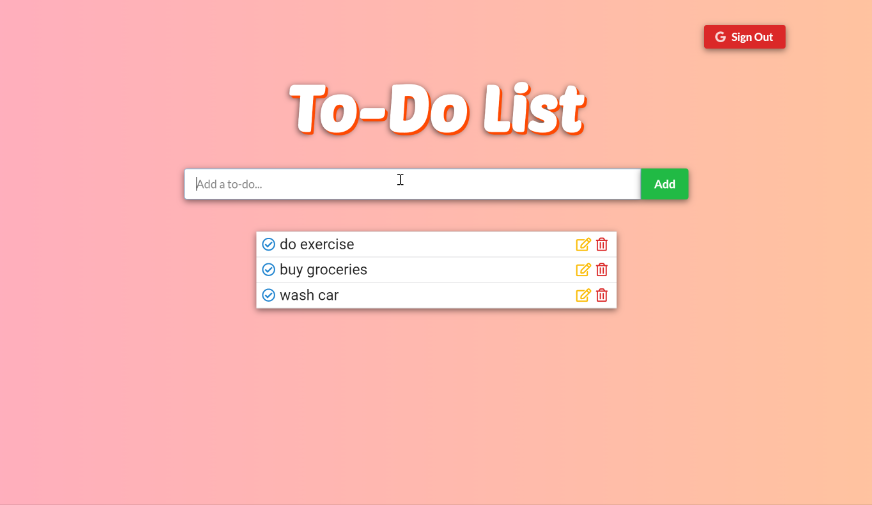 Sign Out
To-Do List
Add a to-do...
Add
do exercise
buy groceries
wash car